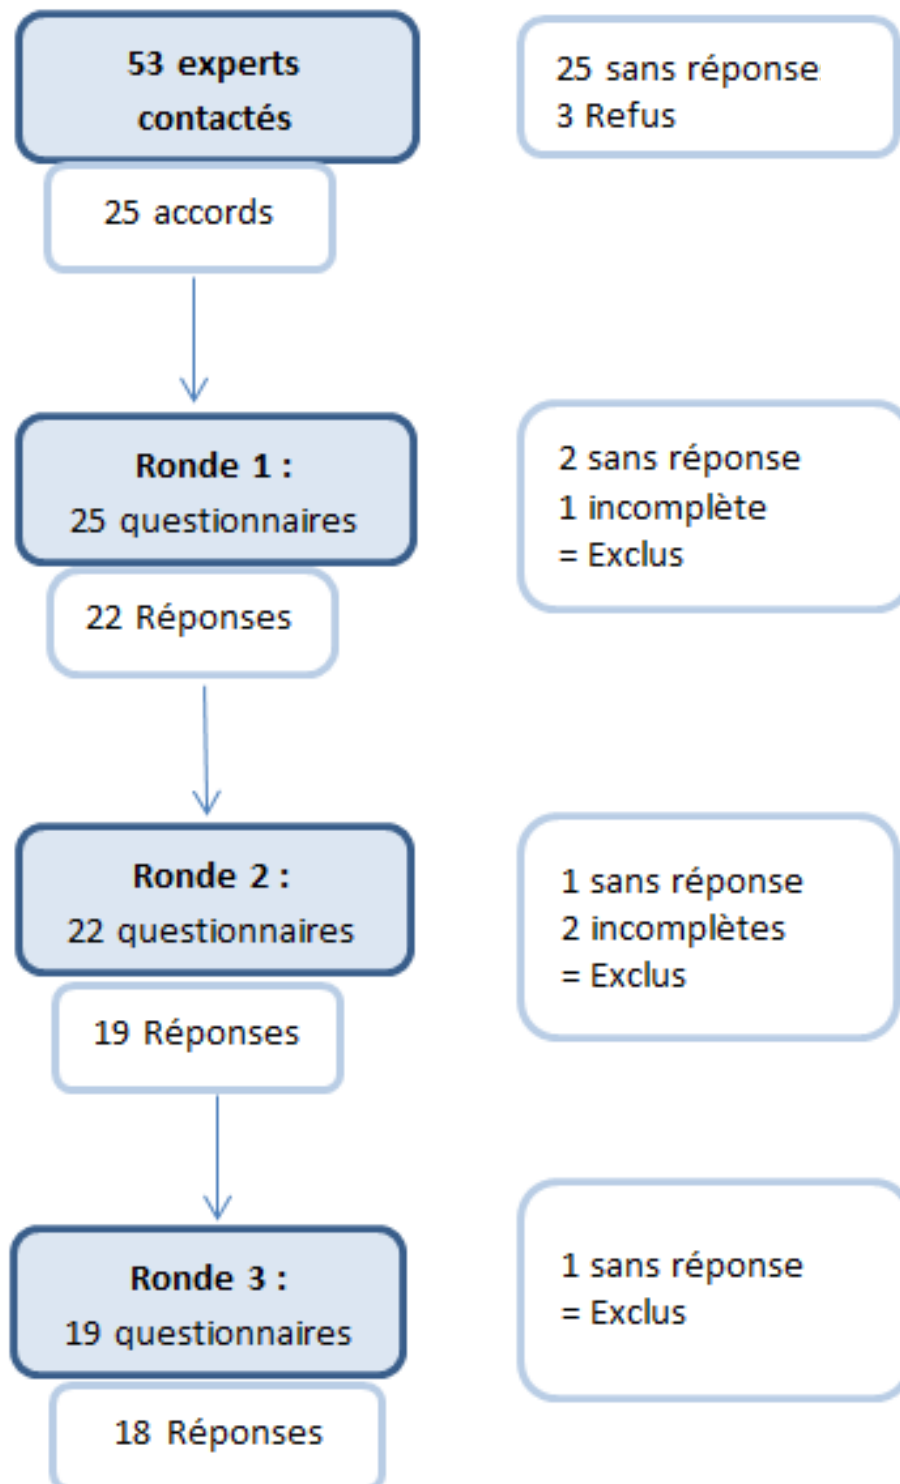 53 experts
contactés
25 sans réponse
3 Refus
25 accords
Ronde 1 :
25 questionnaires
2 sans réponse
1 incomplète
= Exclus
22 Réponses
Ronde 2 :
22 questionnaires
1 sans réponse
2 incomplètes
= Exclus
19 Réponses
Ronde 3 :
19 questionnaires
1 sans réponse
= Exclus
18 Réponses